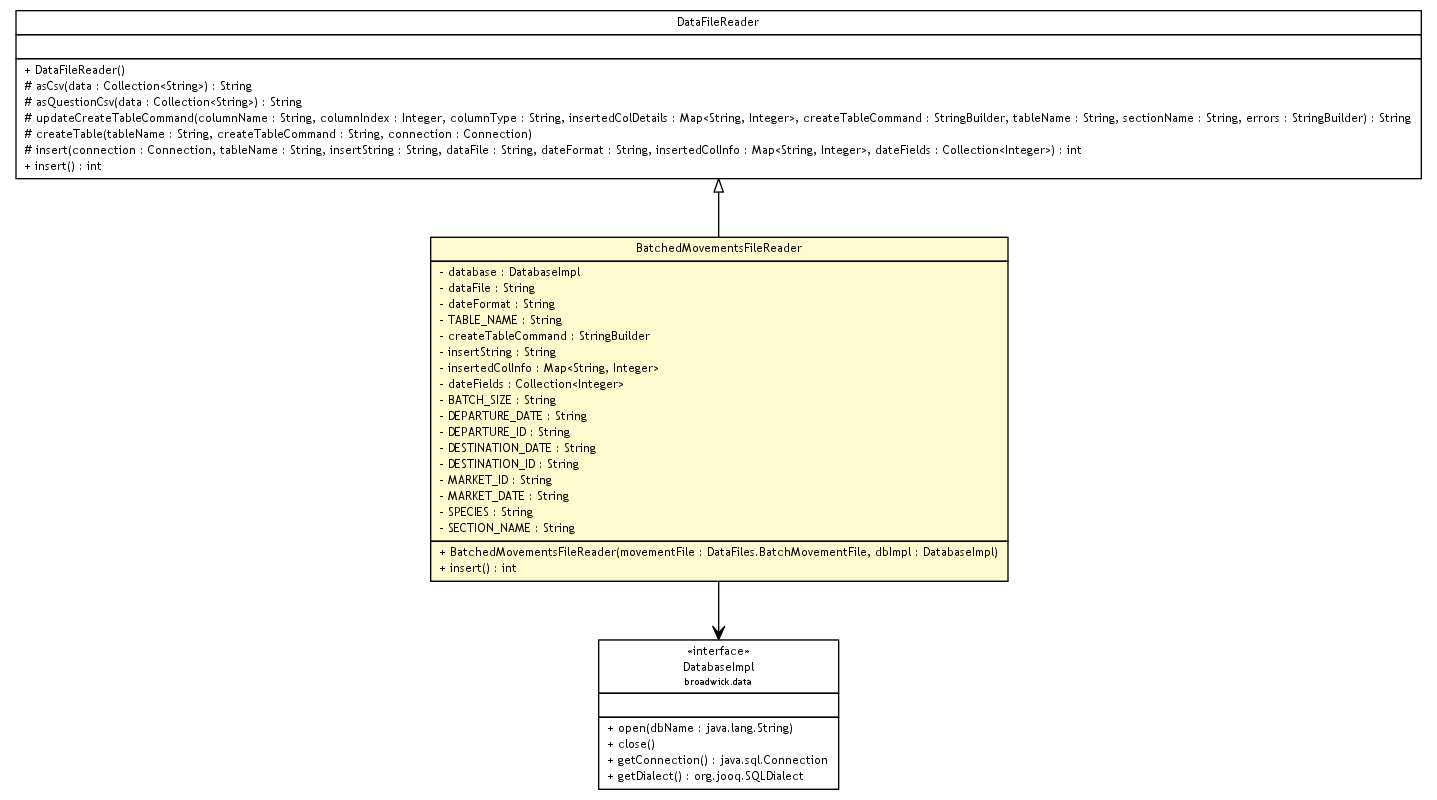 DataFileReader
+ DataFileReader()
# asCsv(data : Collection<String>) : String
# asQuestionCsv(data : Collection<String>) : String
# updateCreateTableCommand(columnName : String, columnIndex : Integer, columnType : String, insertedColDetails : Map<String, Integer>, createTableCommand : StringBuilder, tableName : String, sectionName : String, errors : StringBuilder) : String
# createTable(tableName : String, createTableCommand : String, connection : Connection)
# insert(connection : Connection, tableName : String, insertString : String, dataFile : String, dateFormat : String, insertedColInfo : Map<String, Integer>, dateFields : Collection<Integer>) : int
+ insert() : int
BatchedMovementsFileReader
- database : DatabaseImpl
- dataFile : String
- dateFormat : String
- TABLE_NAME : String
- createTableCommand : StringBuilder
- insertString : String
- insertedColInfo : Map<String, Integer>
- dateFields : Collection<Integer>
- BATCH_SIZE : String
- DEPARTURE_DATE : String
- DEPARTURE_ID : String
- DESTINATION_DATE : String
- DESTINATION_ID : String
- MARKET_ID : String
- MARKET_DATE : String
- SPECIES : String
- SECTION_NAME : String
+ BatchedMovementsFileReader(movementFile : DataFiles.BatchMovementFile, dbImpl : DatabaseImpl)
+ insert() : int
«interface»
DatabaseImpl
broadwick.data
+ open(dbName : java.lang.String)
+ close()
+ getConnection() : java.sql.Connection
+ getDialect() : org.jooq.SQLDialect